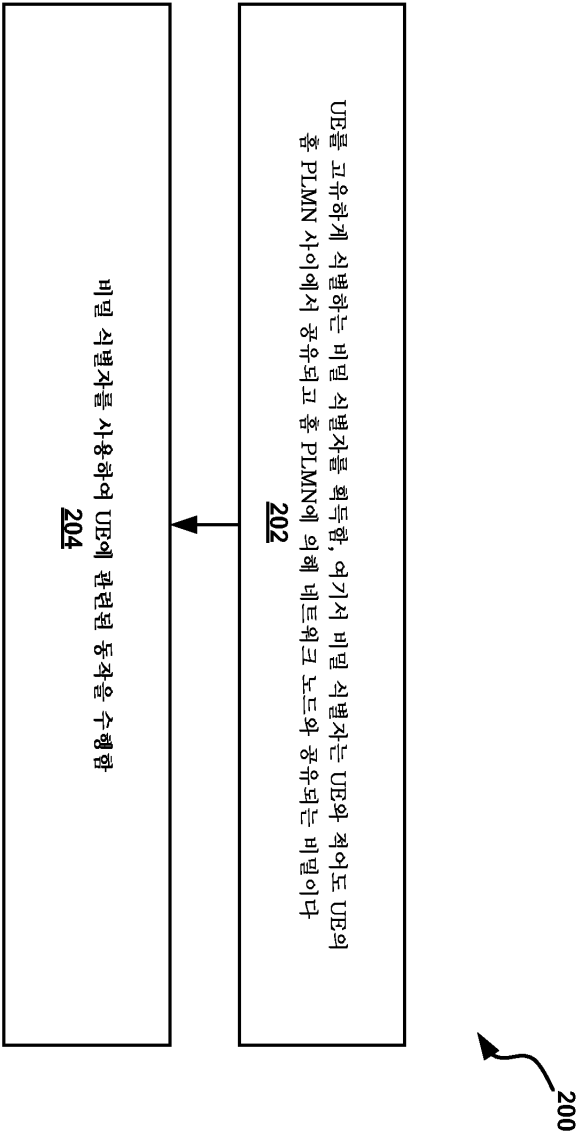 200
UE를 고유하게 식별하는 비밀 식별자를 획득함, 여기서 비밀 식별자는 UE와 적어도 UE의
홈 PLMN 사이에서 공유되고 홈 PLMN에 의해 네트워크 노드와 공유되는 비밀이다
202
비밀 식별자를 사용하여 UE에 관련된 동작을 수행함
204